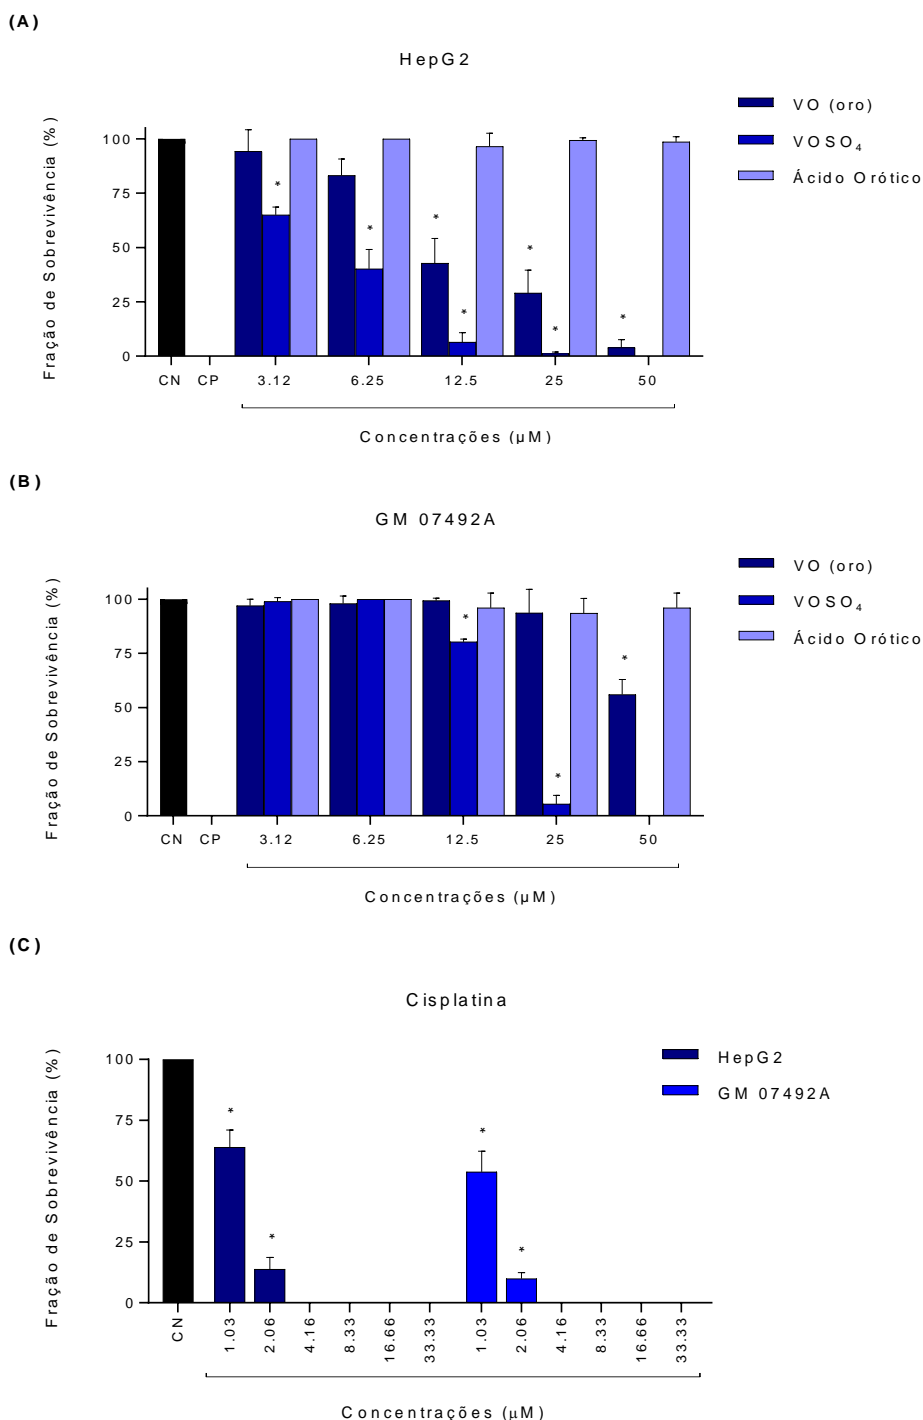 (A)
HepG2
VO (oro)
VOSO₄
Ácido Orótico
Fração de Sobrevivência (%)
100
75
50
25
0
* * * * * * *
CN CP 3.12 6.25 12.5 25 50
Concentrações (µM)
(B)
GM 07492A
VO (oro)
VOSO₄
Ácido Orótico
Fração de Sobrevivência (%)
100
75
50
25
0
* * *
CN CP 3.12 6.25 12.5 25 50
Concentrações (µM)
(C)
Cisplatina
HepG2
GM 07492A
Fração de Sobrevivência (%)
100
75
50
25
0
* * * *
CN 1.03 2.06 4.16 8.33 16.66 33.33 1.03 2.06 4.16 8.33 16.66 33.33
Concentrações (µM)